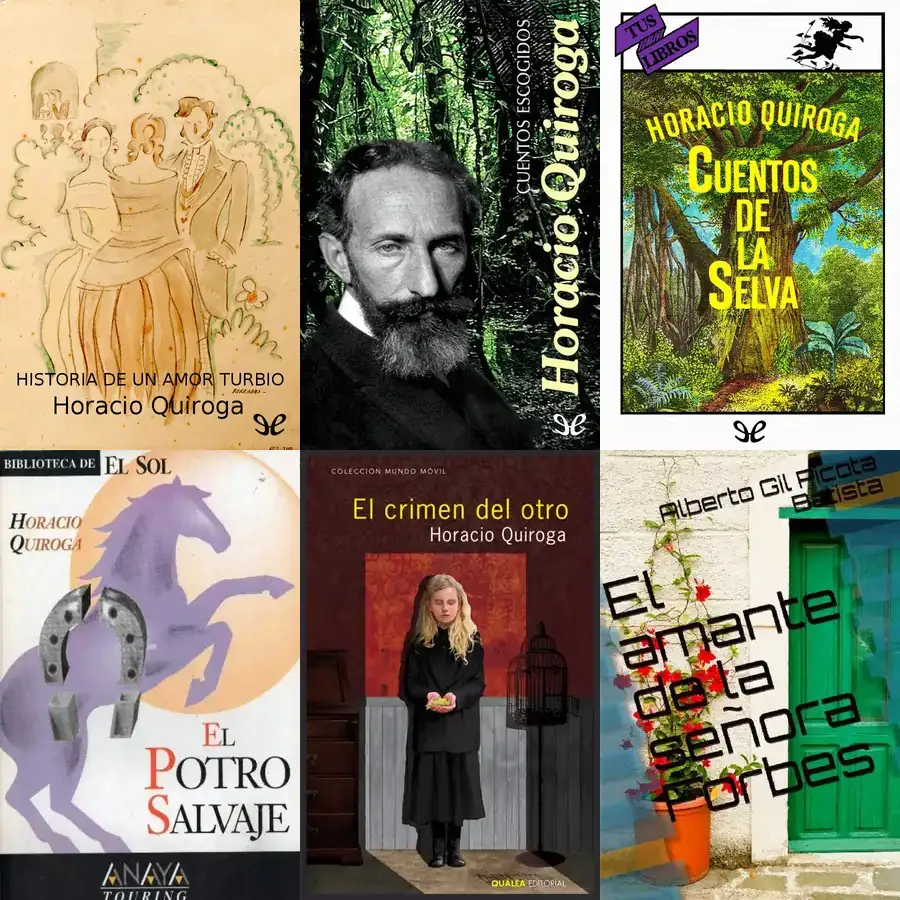 HISTORIA DE UN AMOR TURBIO
Horacio Quiroga
CUENTOS ESCOGIDOS
Horacio Quiroga
TUS
LIBROS
HORACIO QUIROGA
CUENTOS
DE
LA
SELVA
BIBLIOTECA DE EL SOL
HORACIO
QUIROGA
EL
POTRO
SALVAJE
ANAYA
TOURING
COLECCIÓN MUNDO MÓVIL
El crimen del otro
Horacio Quiroga
QUÁLEA EDITORIAL
Alberto Gil Picota
Batista
El
amante
de la
señora
Forbes